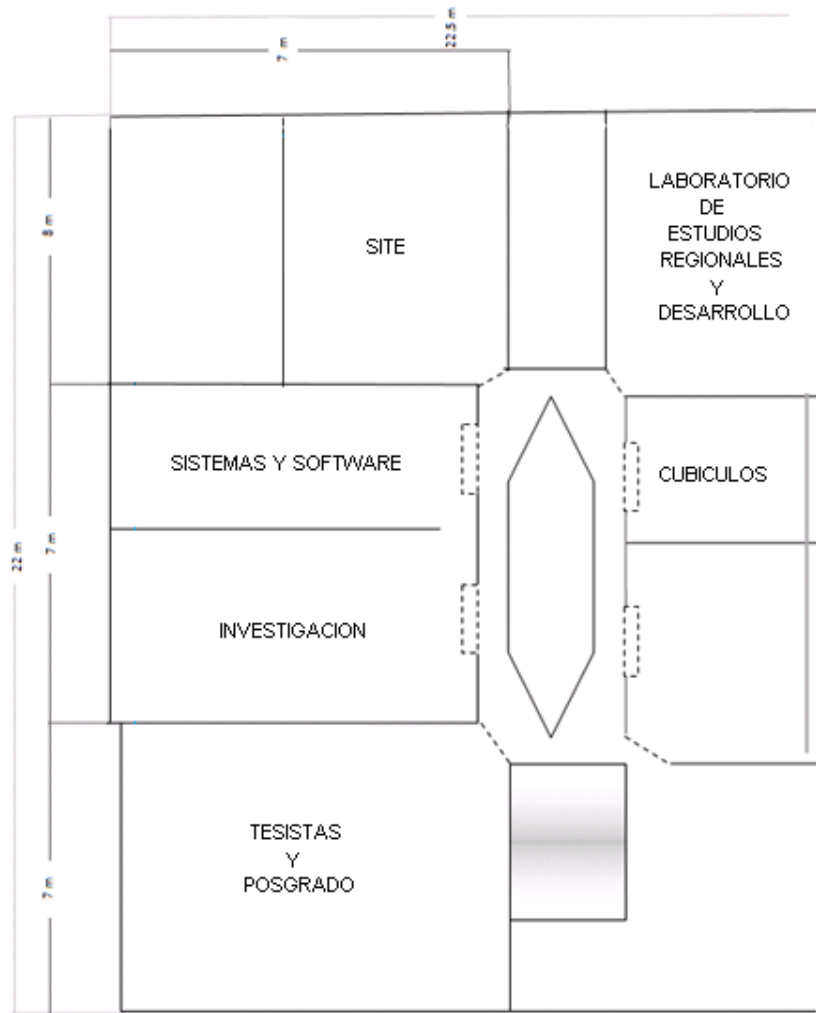 22.5 m
7 m
8 m
SITE
LABORATORIO
DE
ESTUDIOS
REGIONALES
Y
DESARROLLO
SISTEMAS Y SOFTWARE
CUBICULOS
22 m
7 m
INVESTIGACION
TESISTAS
Y
POSGRADO
7 m